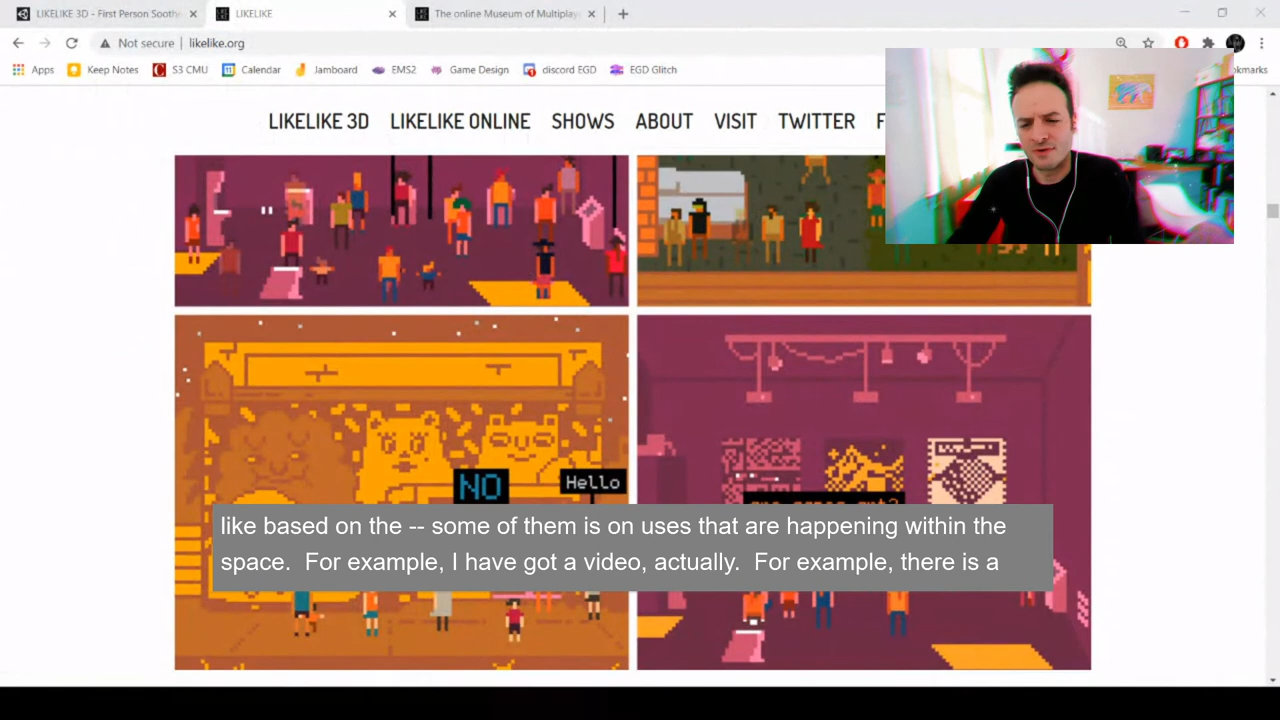 LIKELIKE 3D - First Person Sooth
LIKELIKE
The online Museum of Multiplay
Not secure | likelike.org
Apps
Keep Notes
S3 CMU
Calendar
Jamboard
EMS2
Game Design
discord EGD
EGD Glitch
okmarks
LIKELIKE 3D LIKELIKE ONLINE SHOWS ABOUT VISIT TWITTER F
NO
Hello
like based on the -- some of them is on uses that are happening within the
space. For example, I have got a video, actually. For example, there is a